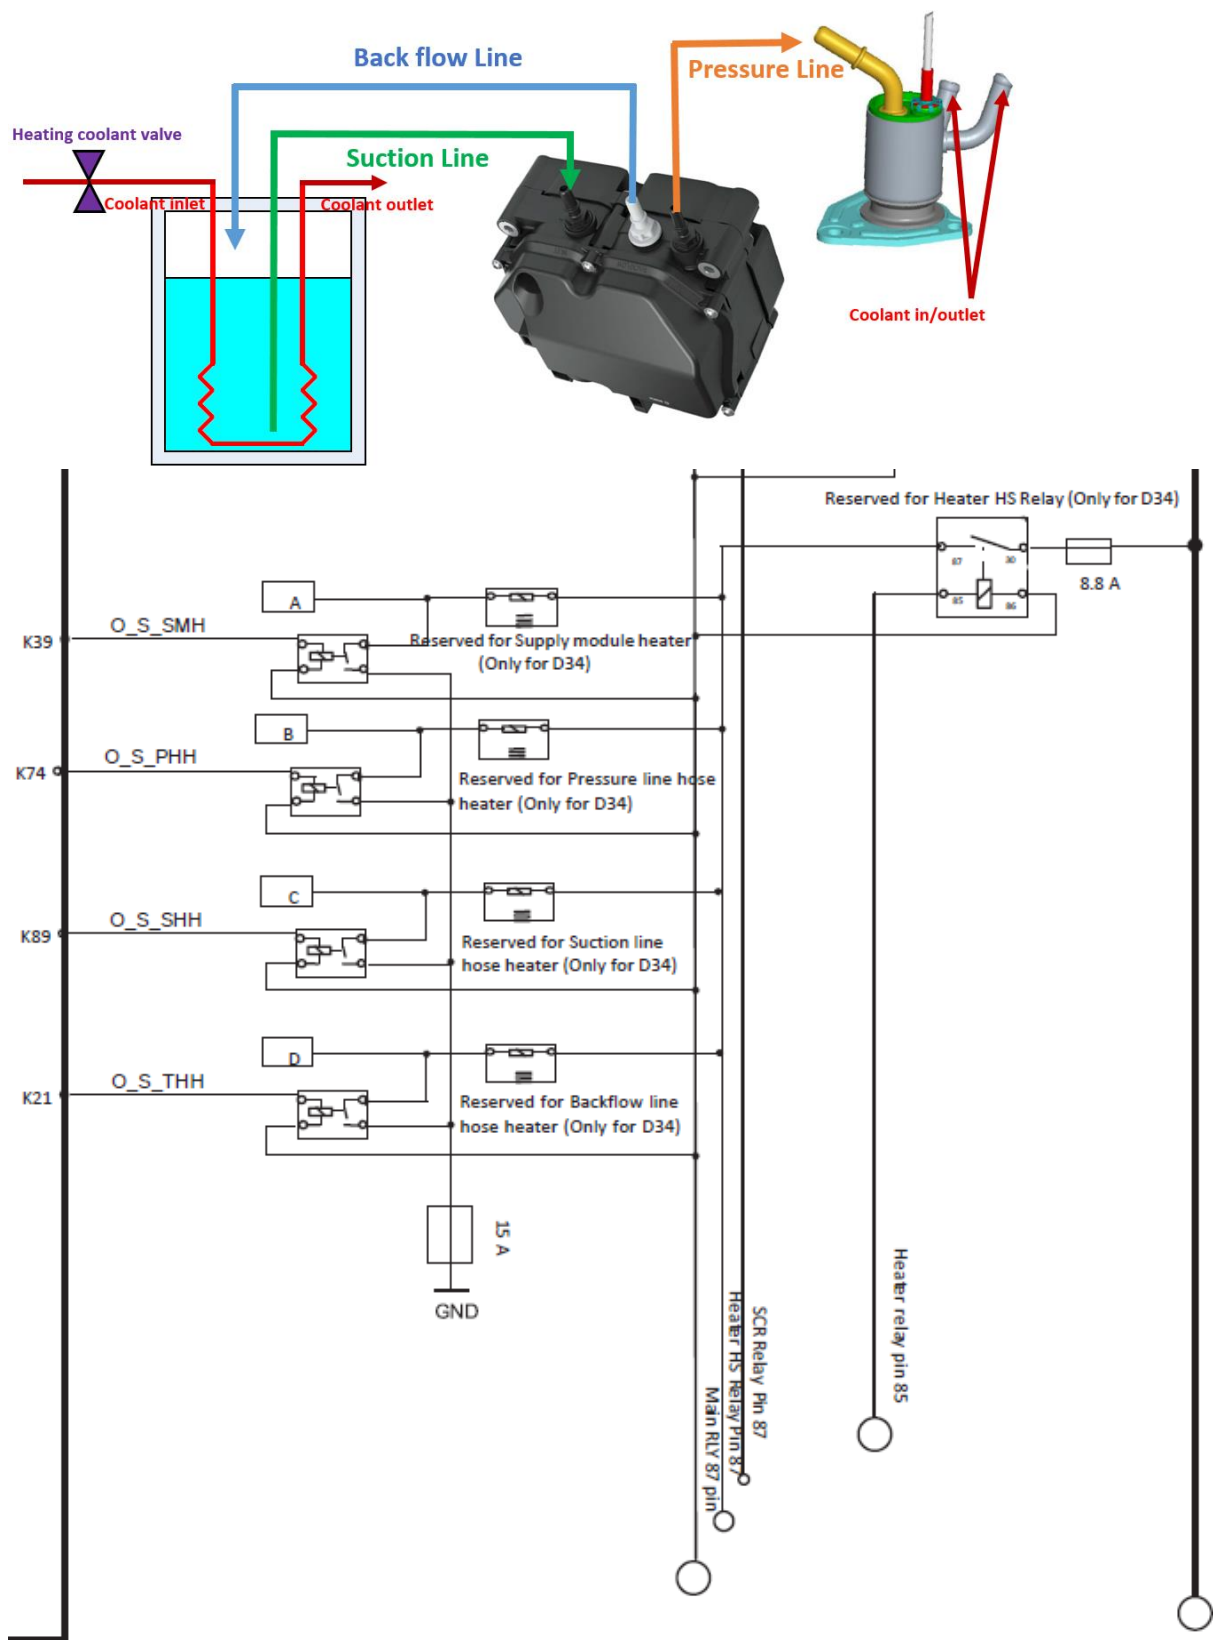 Back flow Line
Pressure Line
Heating coolant valve
Suction Line
Coolant inlet
Coolant outlet
Coolant in/outlet
Reserved for Heater HS Relay (Only for D34)
87
30
8.8 A
85
86
A
O_S_SMH
K39
Reserved for Supply module heater
(Only for D34)
B
O_S_PHH
K74
Reserved for Pressure line hose
heater (Only for D34)
C
O_S_SHH
K89
Reserved for Suction line
hose heater (Only for D34)
D
O_S_THH
K21
Reserved for Backflow line
hose heater (Only for D34)
15 A
GND
Main RLY 87 pin
Heater HS Relay Pin 87
SCR Relay Pin 87
Heater relay pin 85